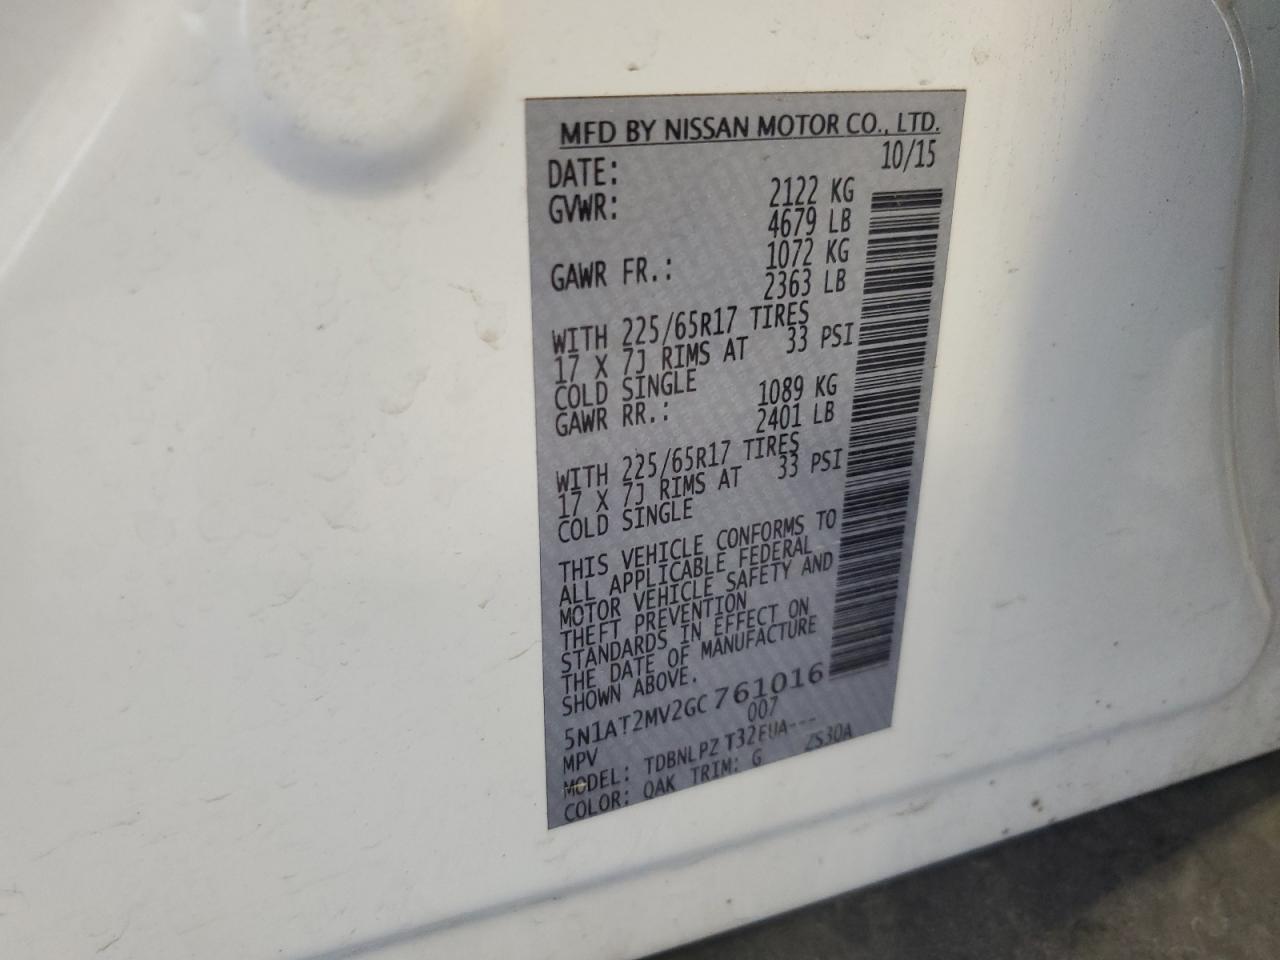 MFD BY NISSAN MOTOR CO., LTD.
DATE: 10/15
GVWR: 2122 KG
4679 LB
GAWR FR.: 1072 KG
2363 LB
WITH 225/65R17 TIRES
17 X 7J RIMS AT 33 PSI
COLD SINGLE
GAWR RR.: 1089 KG
2401 LB
WITH 225/65R17 TIRES
17 X 7J RIMS AT 33 PSI
COLD SINGLE
THIS VEHICLE CONFORMS TO
ALL APPLICABLE FEDERAL
MOTOR VEHICLE SAFETY AND
THEFT PREVENTION
STANDARDS IN EFFECT ON
THE DATE OF MANUFACTURE
SHOWN ABOVE.
5N1AT2MV2GC761016
MPV 007
MODEL: TDBNLPZ T32EUA---
COLOR: QAK TRIM: G ZS30A